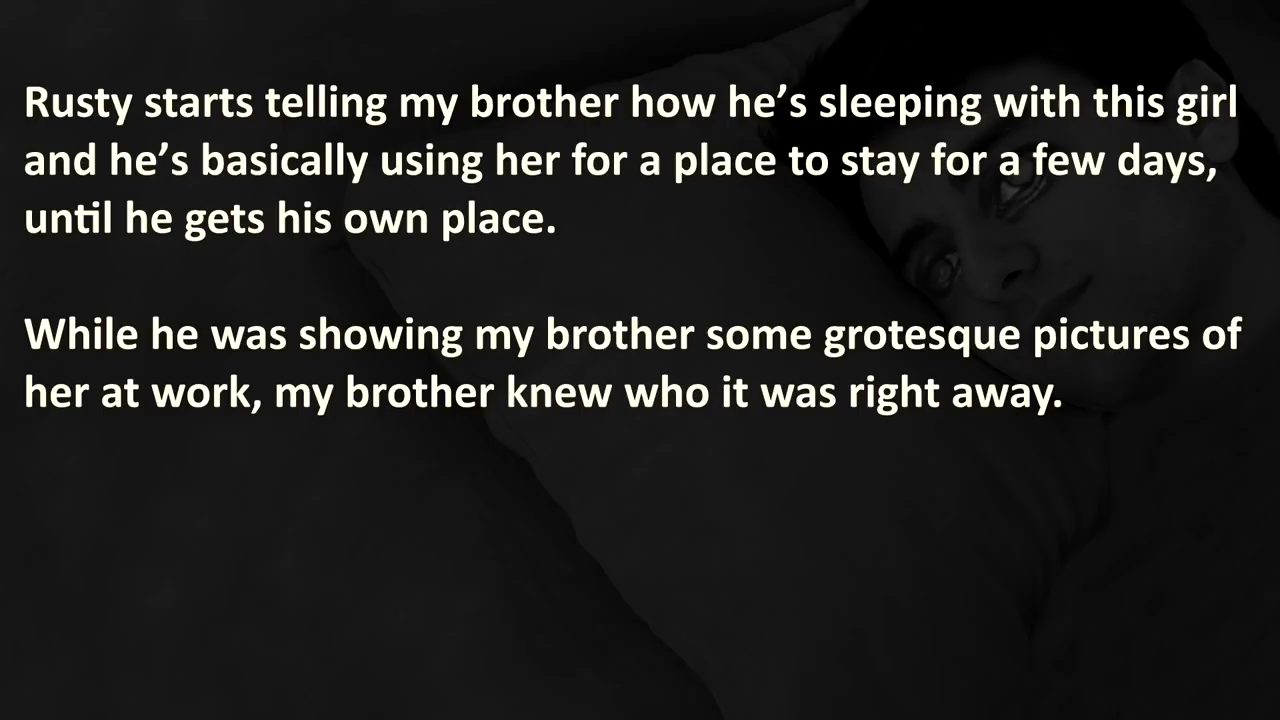 Rusty starts telling my brother how he’s sleeping with this girl
and he’s basically using her for a place to stay for a few days,
until he gets his own place.
While he was showing my brother some grotesque pictures of
her at work, my brother knew who it was right away.